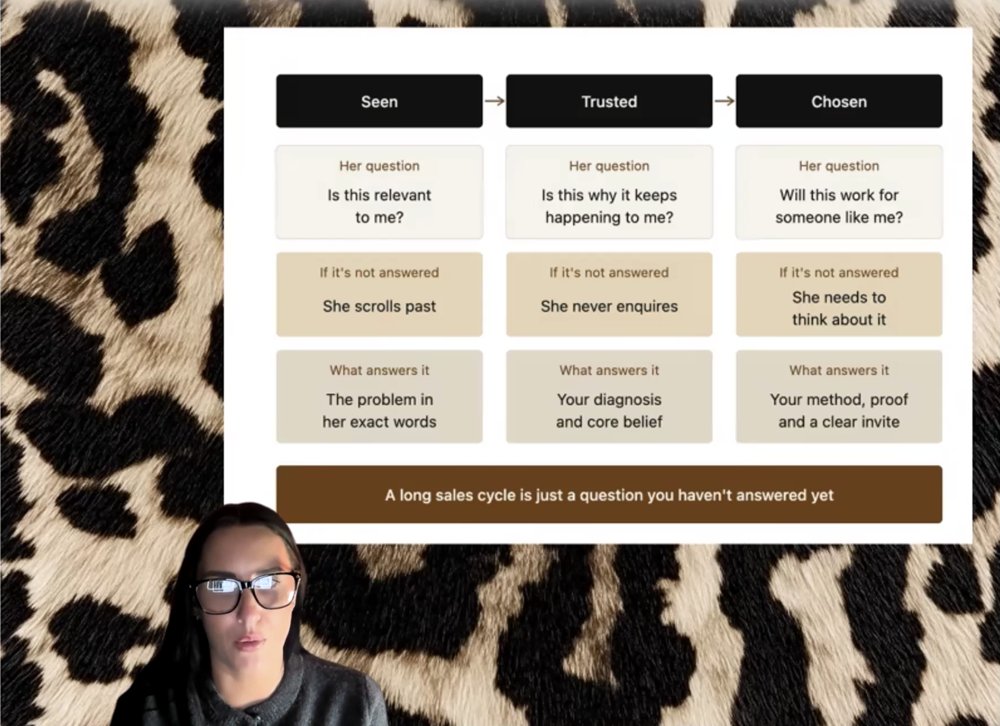 Seen
Trusted
Chosen
Her question
Is this relevant
to me?
Her question
Is this why it keeps
happening to me?
Her question
Will this work for
someone like me?
If it's not answered
She scrolls past
If it's not answered
She never enquires
If it's not answered
She needs to
think about it
What answers it
The problem in
her exact words
What answers it
Your diagnosis
and core belief
What answers it
Your method, proof
and a clear invite
A long sales cycle is just a question you haven't answered yet